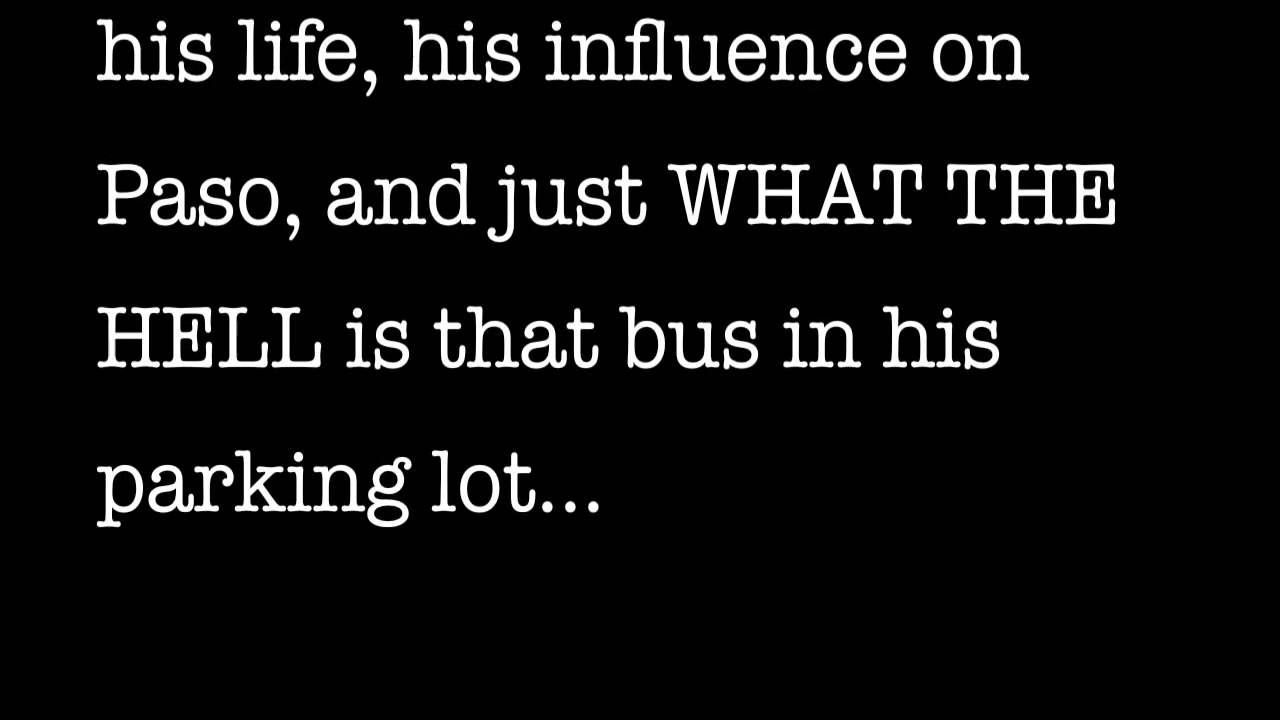 his life, his influence on
Paso, and just WHAT THE
HELL is that bus in his
parking lot...